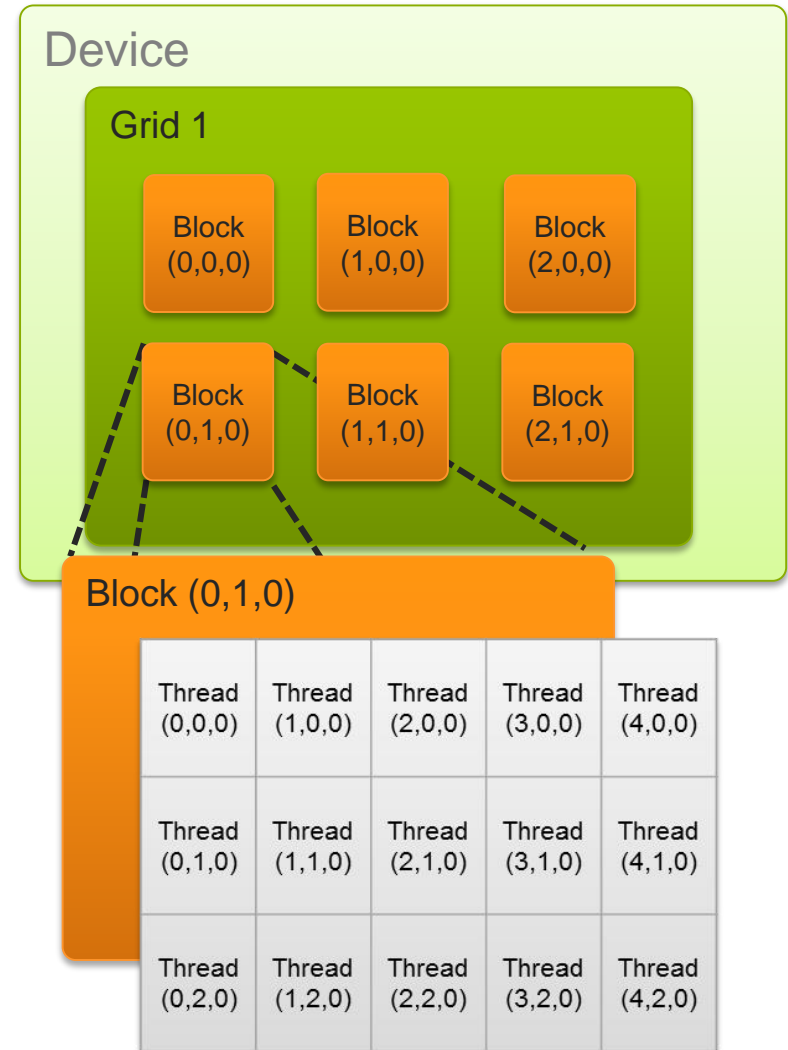 Device
Grid 1
Block
(0,0,0)
Block
(1,0,0)
Block
(2,0,0)
Block
(0,1,0)
Block
(1,1,0)
Block
(2,1,0)
Block (0,1,0)
Thread
(0,0,0)
Thread
(1,0,0)
Thread
(2,0,0)
Thread
(3,0,0)
Thread
(4,0,0)
Thread
(0,1,0)
Thread
(1,1,0)
Thread
(2,1,0)
Thread
(3,1,0)
Thread
(4,1,0)
Thread
(0,2,0)
Thread
(1,2,0)
Thread
(2,2,0)
Thread
(3,2,0)
Thread
(4,2,0)